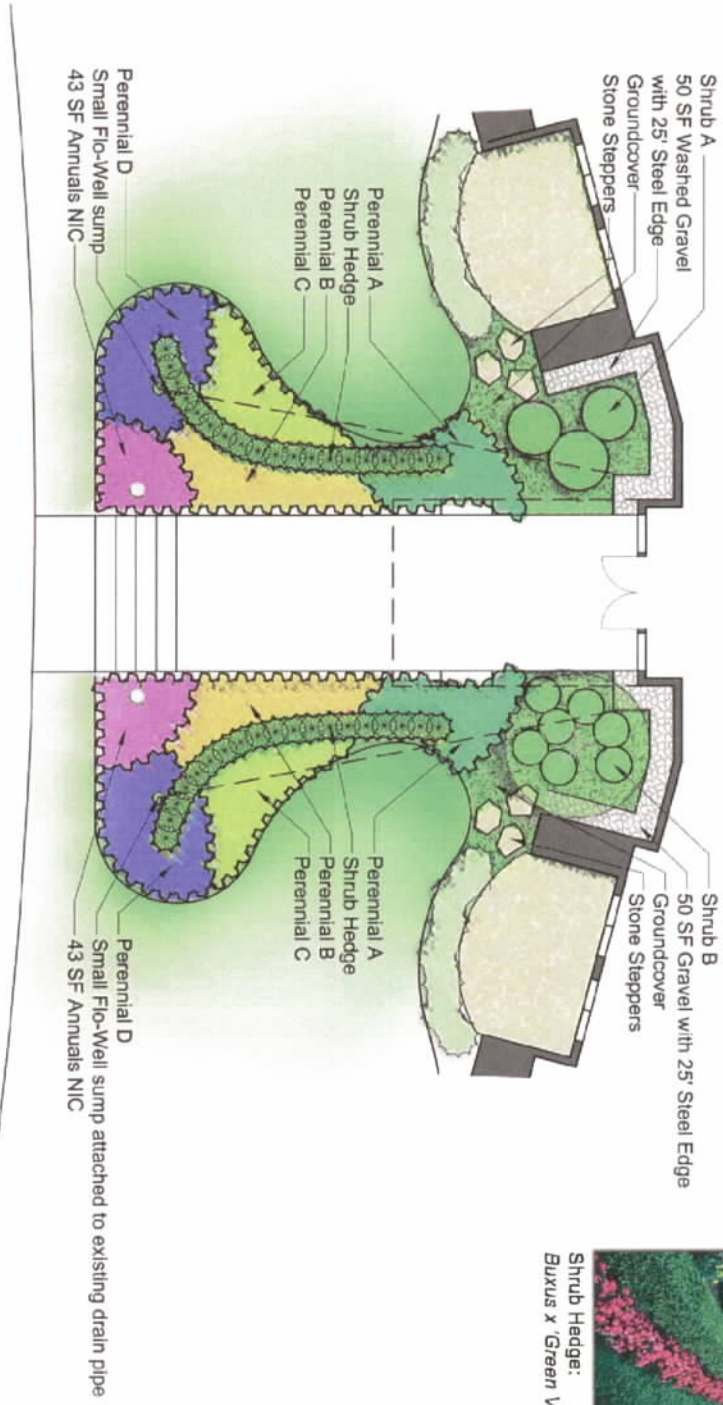 Shrub A
50 SF Washed Gravel
with 25' Steel Edge
Groundcover
Stone Steppers
Perennial A
Shrub Hedge
Perennial B
Perennial C
Perennial D
Small Flo-Well sump
43 SF Annuals NIC
Shrub B
50 SF Gravel with 25' Steel Edge
Groundcover
Stone Steppers
Perennial A
Shrub Hedge
Perennial B
Perennial C
Perennial D
Small Flo-Well sump attached to existing drain pipe
43 SF Annuals NIC
Shrub Hedge:
Buxus x 'Green